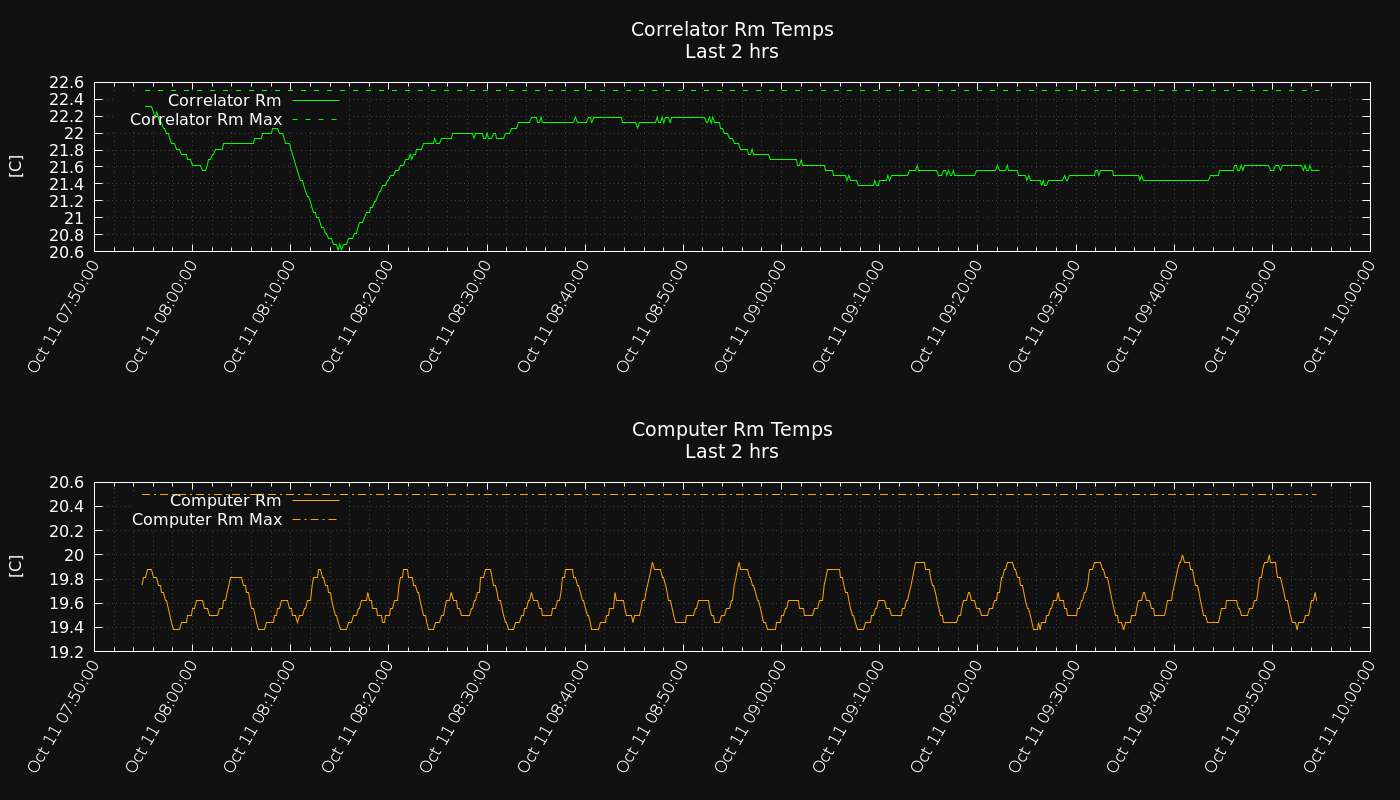 Correlator Rm Temps
Last 2 hrs
22.6
22.4
22.2
22
21.8
21.6
21.4
21.2
21
20.8
20.6
[C]
Correlator Rm
Correlator Rm Max
Oct 11 07:50:00
Oct 11 08:00:00
Oct 11 08:10:00
Oct 11 08:20:00
Oct 11 08:30:00
Oct 11 08:40:00
Oct 11 08:50:00
Oct 11 09:00:00
Oct 11 09:10:00
Oct 11 09:20:00
Oct 11 09:30:00
Oct 11 09:40:00
Oct 11 09:50:00
Oct 11 10:00:00
Computer Rm Temps
Last 2 hrs
20.6
20.4
20.2
20
19.8
19.6
19.4
19.2
[C]
Computer Rm
Computer Rm Max
Oct 11 07:50:00
Oct 11 08:00:00
Oct 11 08:10:00
Oct 11 08:20:00
Oct 11 08:30:00
Oct 11 08:40:00
Oct 11 08:50:00
Oct 11 09:00:00
Oct 11 09:10:00
Oct 11 09:20:00
Oct 11 09:30:00
Oct 11 09:40:00
Oct 11 09:50:00
Oct 11 10:00:00